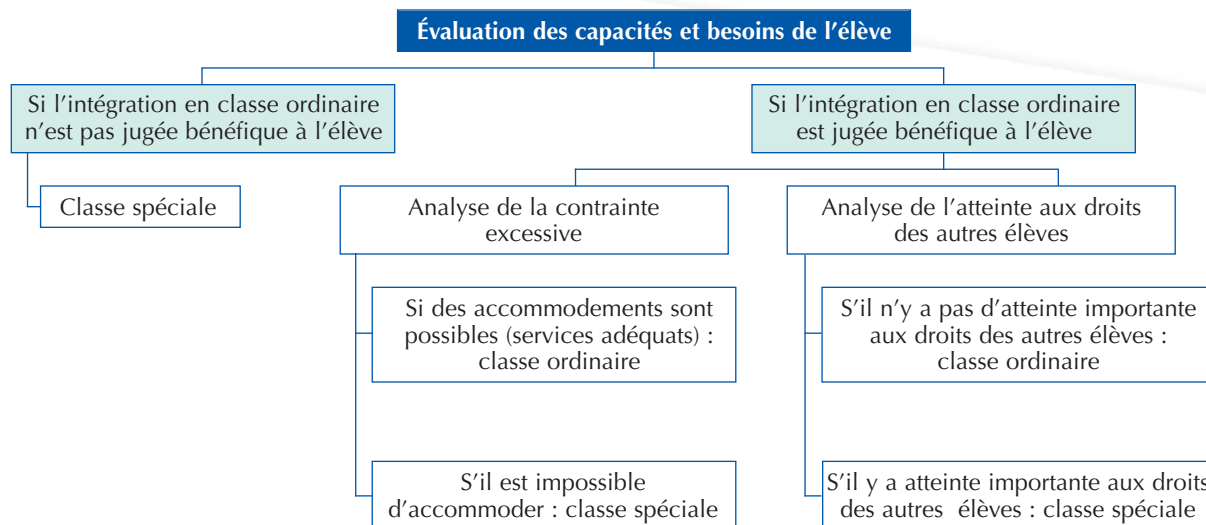 Évaluation des capacités et besoins de l’élève
Si l’intégration en classe ordinaire
n’est pas jugée bénéfique à l’élève
Si l’intégration en classe ordinaire
est jugée bénéfique à l’élève
Classe spéciale
Analyse de la contrainte
excessive
Analyse de l’atteinte aux droits
des autres élèves
Si des accommodements sont
possibles (services adéquats) :
classe ordinaire
S’il n’y a pas d’atteinte importante
aux droits des autres élèves :
classe ordinaire
S’il est impossible
d’accommoder : classe spéciale
S’il y a atteinte importante aux droits
des autres élèves : classe spéciale